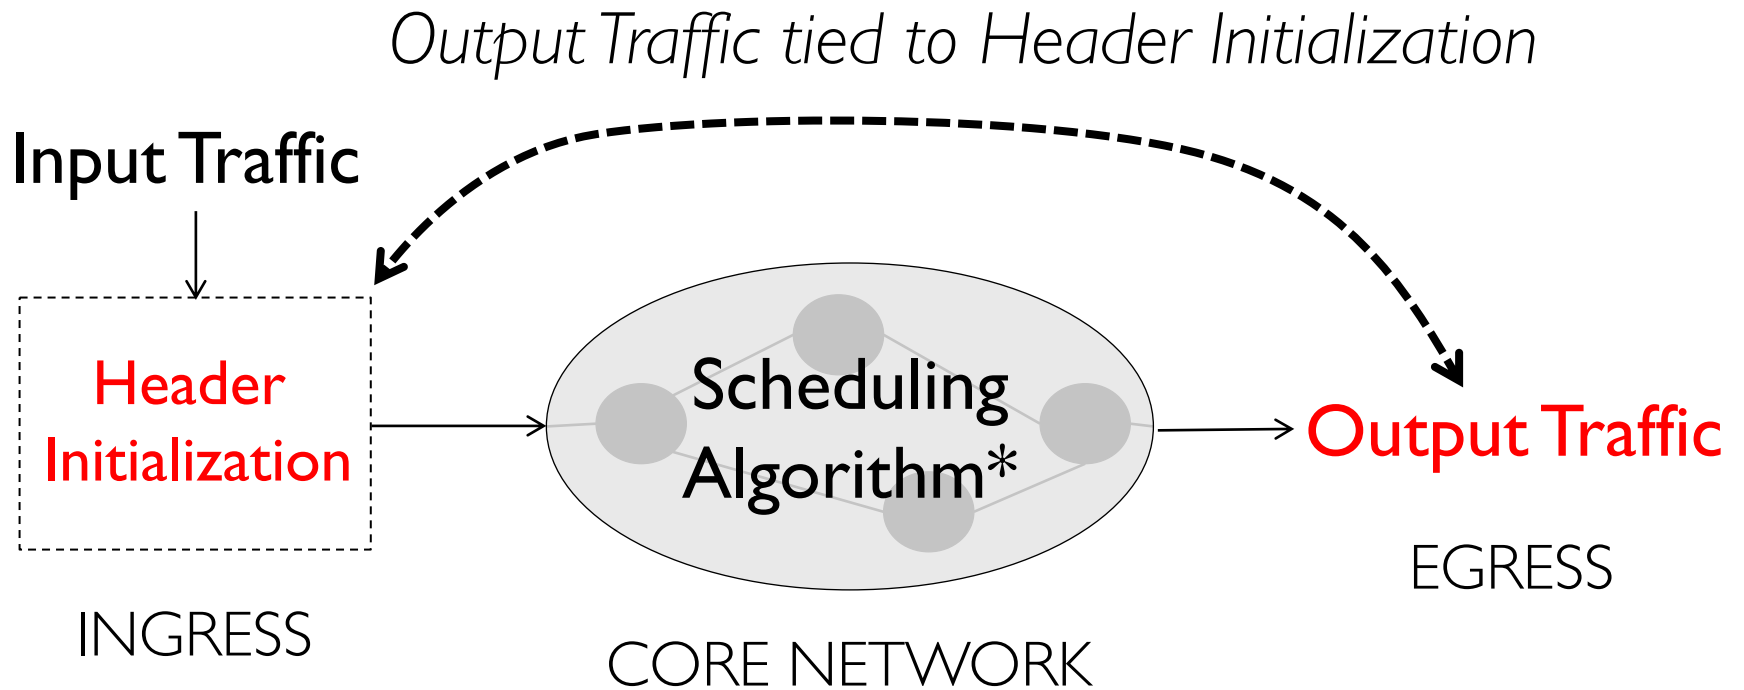 Output Traffic tied to Header Initialization
Input Traffic
Header
Initialization
INGRESS
Scheduling
Algorithm*
CORE NETWORK
Output Traffic
EGRESS